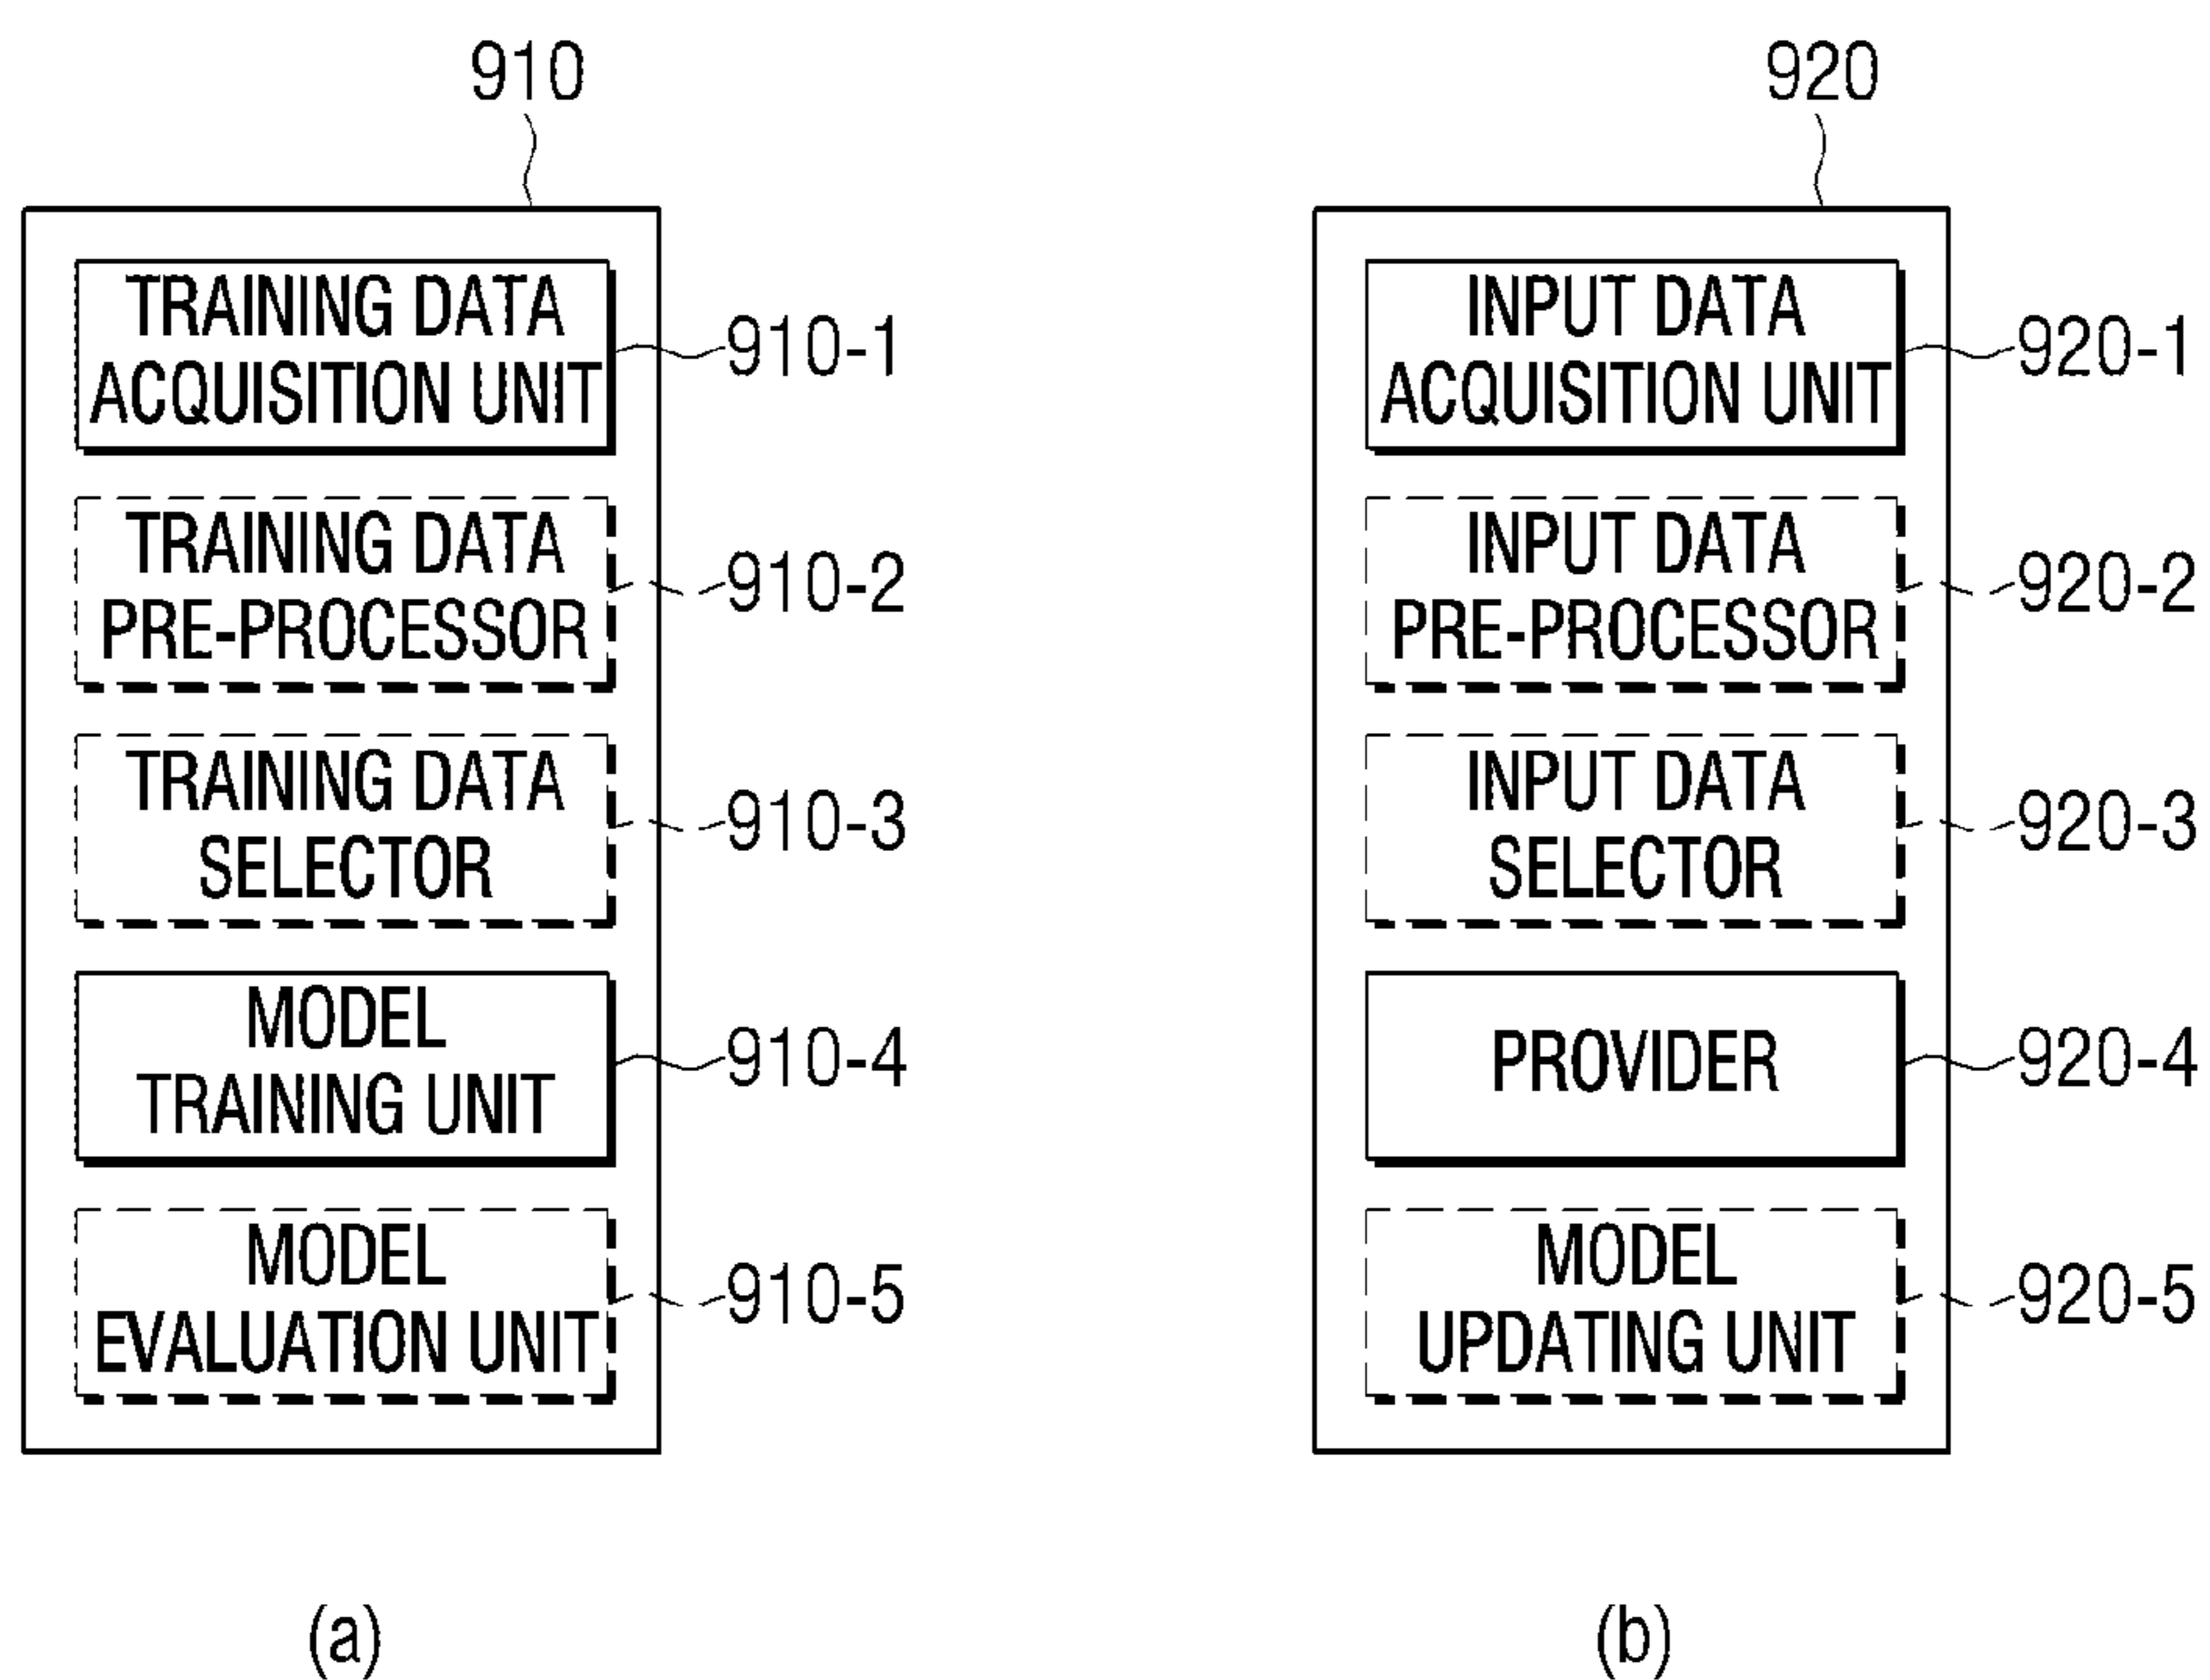 910
TRAINING DATA
ACQUISITION UNIT
910-1
TRAINING DATA
PRE-PROCESSOR
910-2
TRAINING DATA
SELECTOR
910-3
MODEL
TRAINING UNIT
910-4
MODEL
EVALUATION UNIT
910-5
(a)
920
INPUT DATA
ACQUISITION UNIT
920-1
INPUT DATA
PRE-PROCESSOR
920-2
INPUT DATA
SELECTOR
920-3
PROVIDER
920-4
MODEL
UPDATING UNIT
920-5
(b)